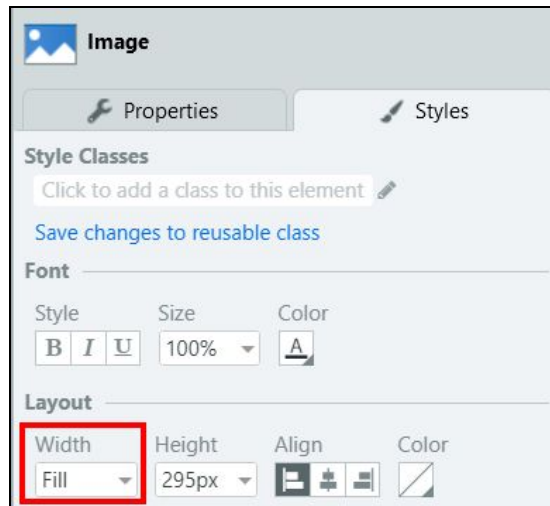 Image
Properties Styles
Style Classes
Click to add a class to this element
Save changes to reusable class
Font
Style Size Color
B I U 100% A
Layout
Width Height Align Color
Fill 295px